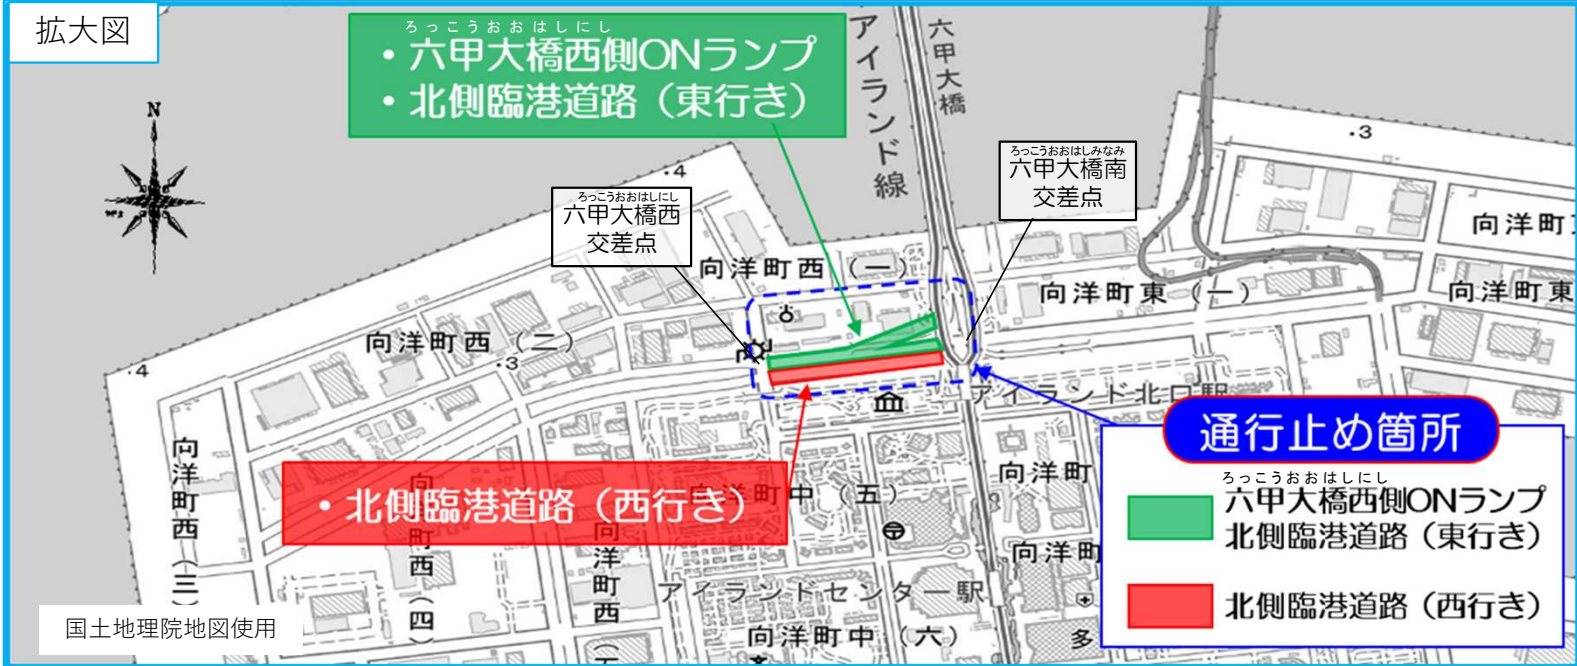 拡大図
ろっこうおおはしにし
・六甲大橋西側ONランプ
・北側臨港道路（東行き）
アイランド線
六甲大橋
N
ろっこうおおはしにし
六甲大橋西
交差点
ろっこうおおはしみなみ
六甲大橋南
交差点
・4
・3
向洋町西（一）
向洋町東（一）
向洋町
向洋町東
向洋町西（二）
・4
・3
アイランド北口駅
通行止め箇所
ろっこうおおはしにし
六甲大橋西側ONランプ
北側臨港道路（東行き）
北側臨港道路（西行き）
・北側臨港道路（西行き）
町中（五）
向洋町
向洋町
向洋町西（三）
向町西（四）
向洋町西（五
アイランドセンター駅
向洋町中（六）
多
国土地理院地図使用